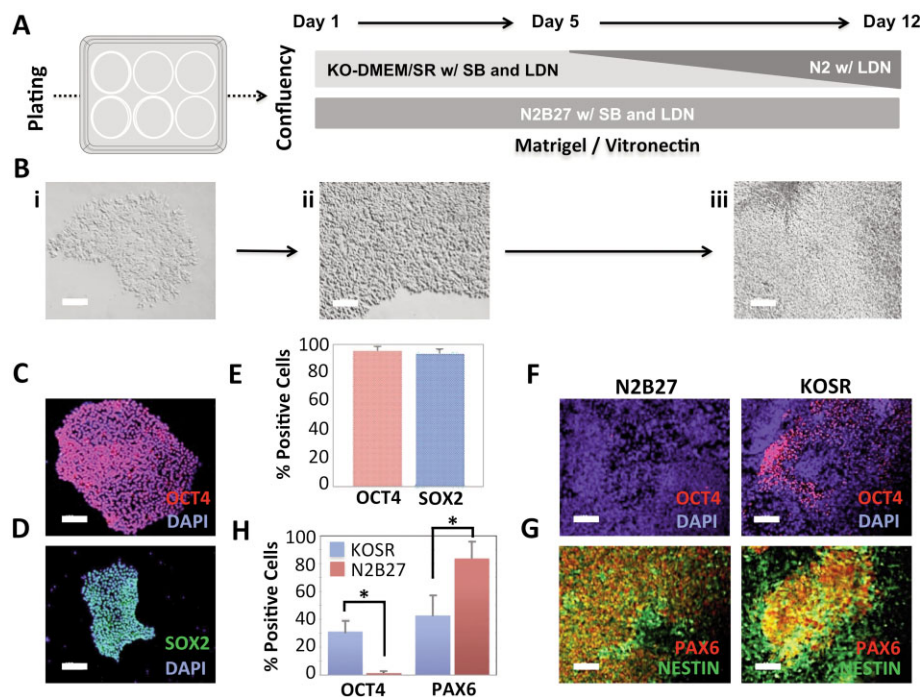 A
Day 1
Day 5
Day 12
Plating
Confluency
KO-DMEM/SR w/ SB and LDN
N2 w/ LDN
N2B27 w/ SB and LDN
Matrigel / Vitronectin
B
i
ii
iii
C
OCT4
DAPI
D
SOX2
DAPI
E
% Positive Cells
100
80
60
40
20
0
OCT4
SOX2
H
% Positive Cells
100
80
60
40
20
0
KOSR
N2B27
*
*
OCT4
PAX6
F
N2B27
KOSR
OCT4
DAPI
OCT4
DAPI
G
PAX6
NESTIN
PAX6
NESTIN